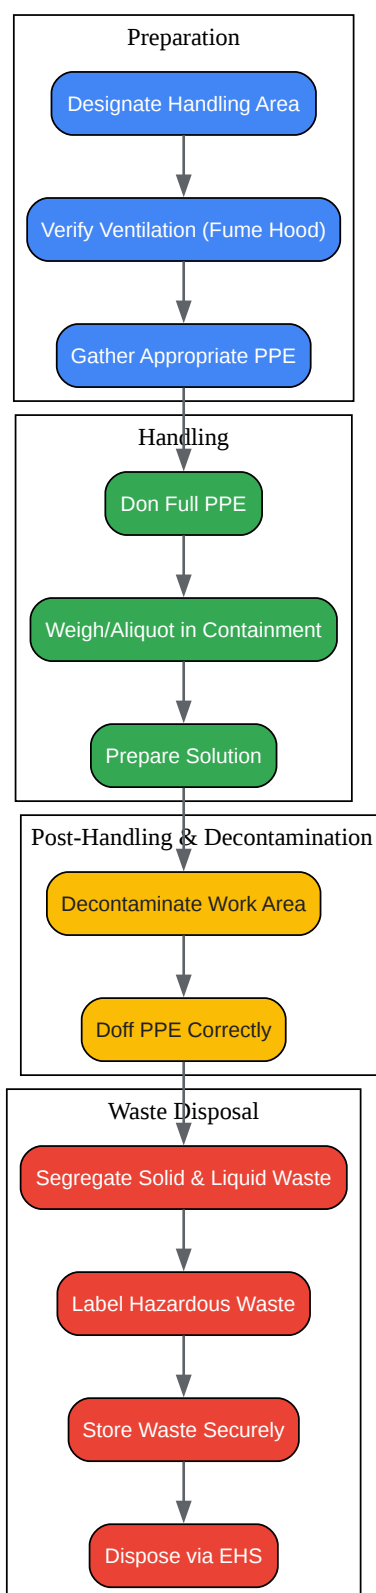 Preparation
Designate Handling Area
Verify Ventilation (Fume Hood)
Gather Appropriate PPE
Handling
Don Full PPE
Weigh/Aliquot in Containment
Prepare Solution
Post-Handling & Decontamination
Decontaminate Work Area
Doff PPE Correctly
Waste Disposal
Segregate Solid & Liquid Waste
Label Hazardous Waste
Store Waste Securely
Dispose via EHS